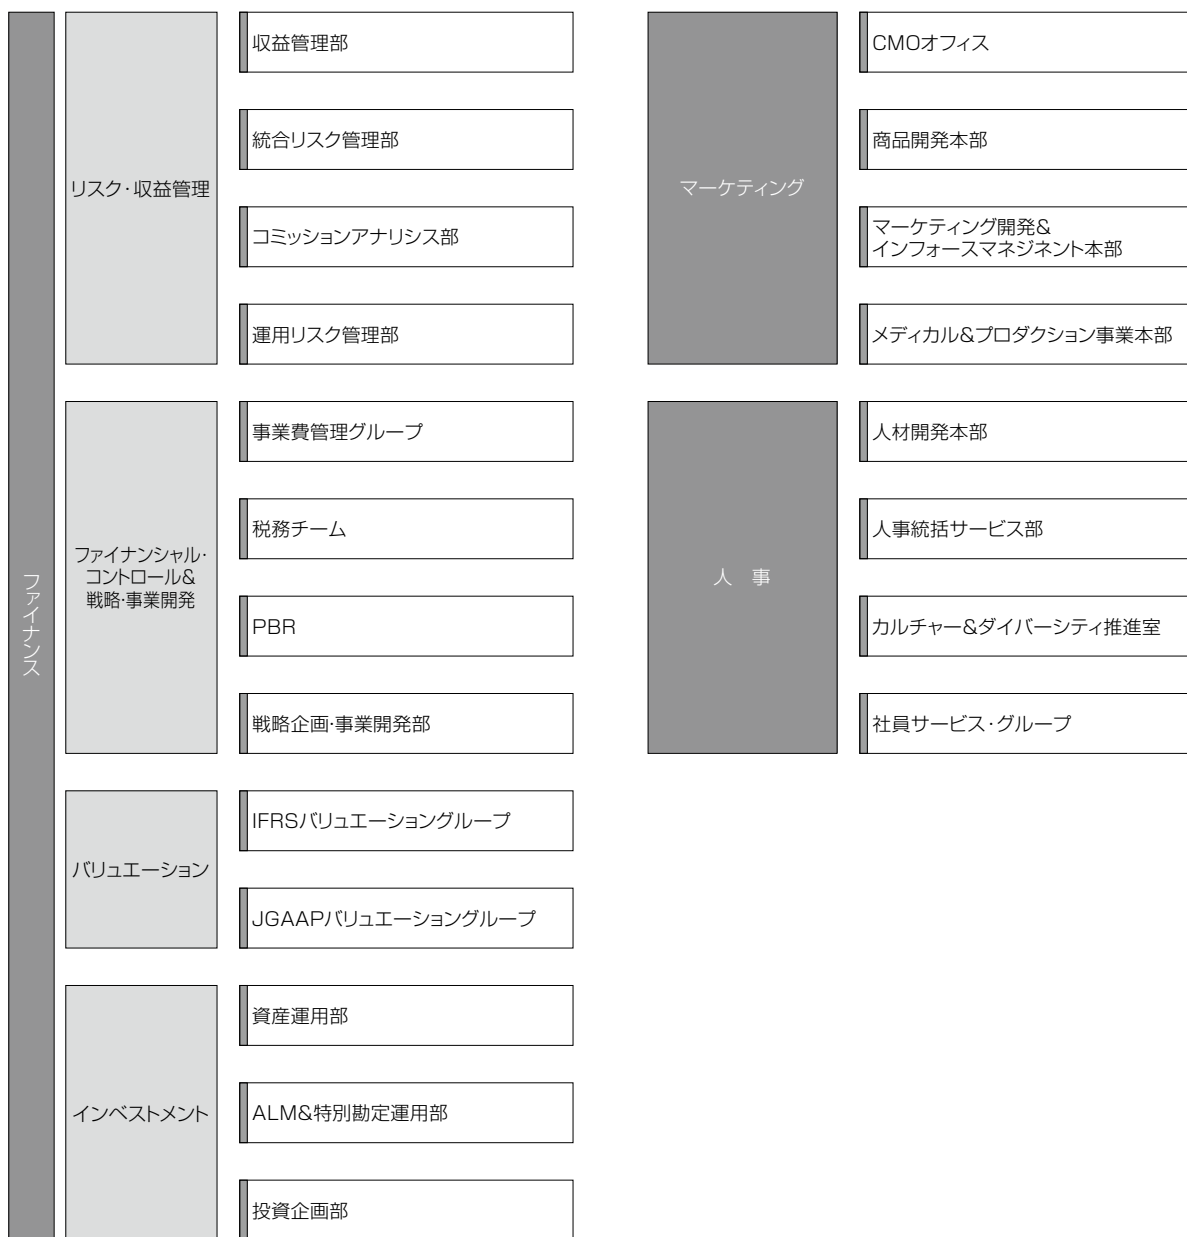 ファイナンス
リスク・収益管理
収益管理部
統合リスク管理部
コミッションアナリシス部
運用リスク管理部
ファイナンシャル・
コントロール&
戦略・事業開発
事業費管理グループ
税務チーム
PBR
戦略企画・事業開発部
バリュエーション
IFRSバリュエーショングループ
JGAAPバリュエーショングループ
インベストメント
資産運用部
ALM&特別勘定運用部
投資企画部
マーケティング
CMOオフィス
商品開発本部
マーケティング開発&
インフォースマネジネント本部
メディカル&プロダクション事業本部
人　事
人材開発本部
人事統括サービス部
カルチャー&ダイバーシティ推進室
社員サービス・グループ